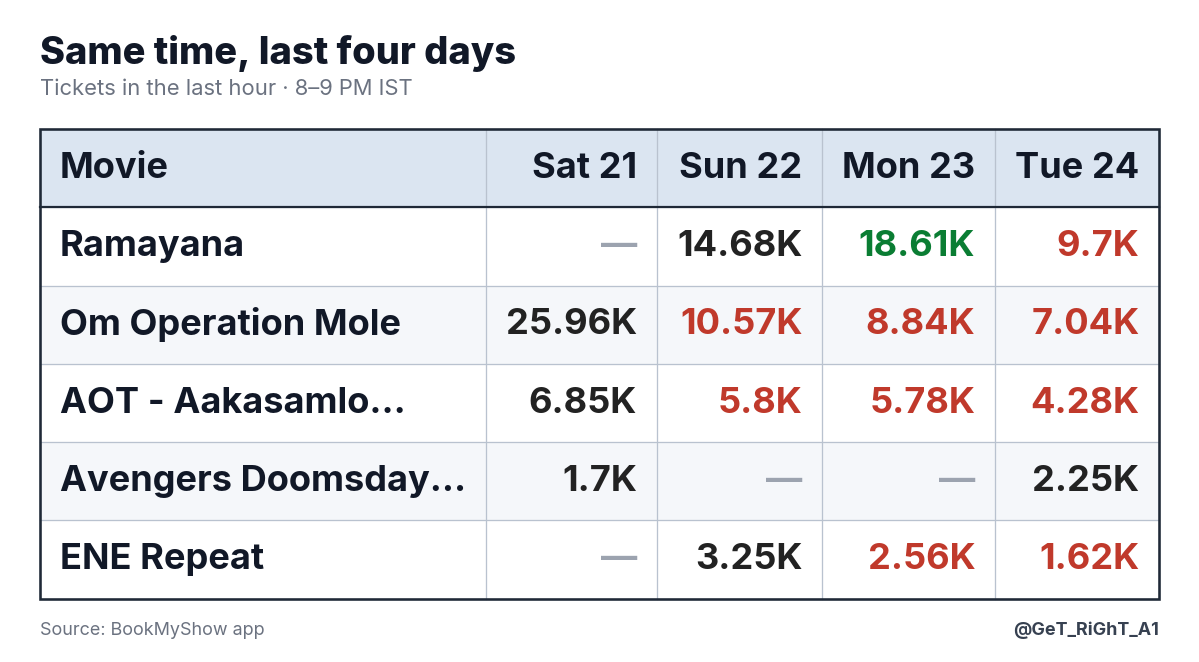 Same time, last four days
Tickets in the last hour · 8–9 PM IST
Movie Sat 21 Sun 22 Mon 23 Tue 24
Ramayana — 14.68K 18.61K 9.7K
Om Operation Mole 25.96K 10.57K 8.84K 7.04K
AOT - Aakasamlo... 6.85K 5.8K 5.78K 4.28K
Avengers Doomsday... 1.7K — — 2.25K
ENE Repeat — 3.25K 2.56K 1.62K
Source: BookMyShow app @GeT_RiGhT_A1